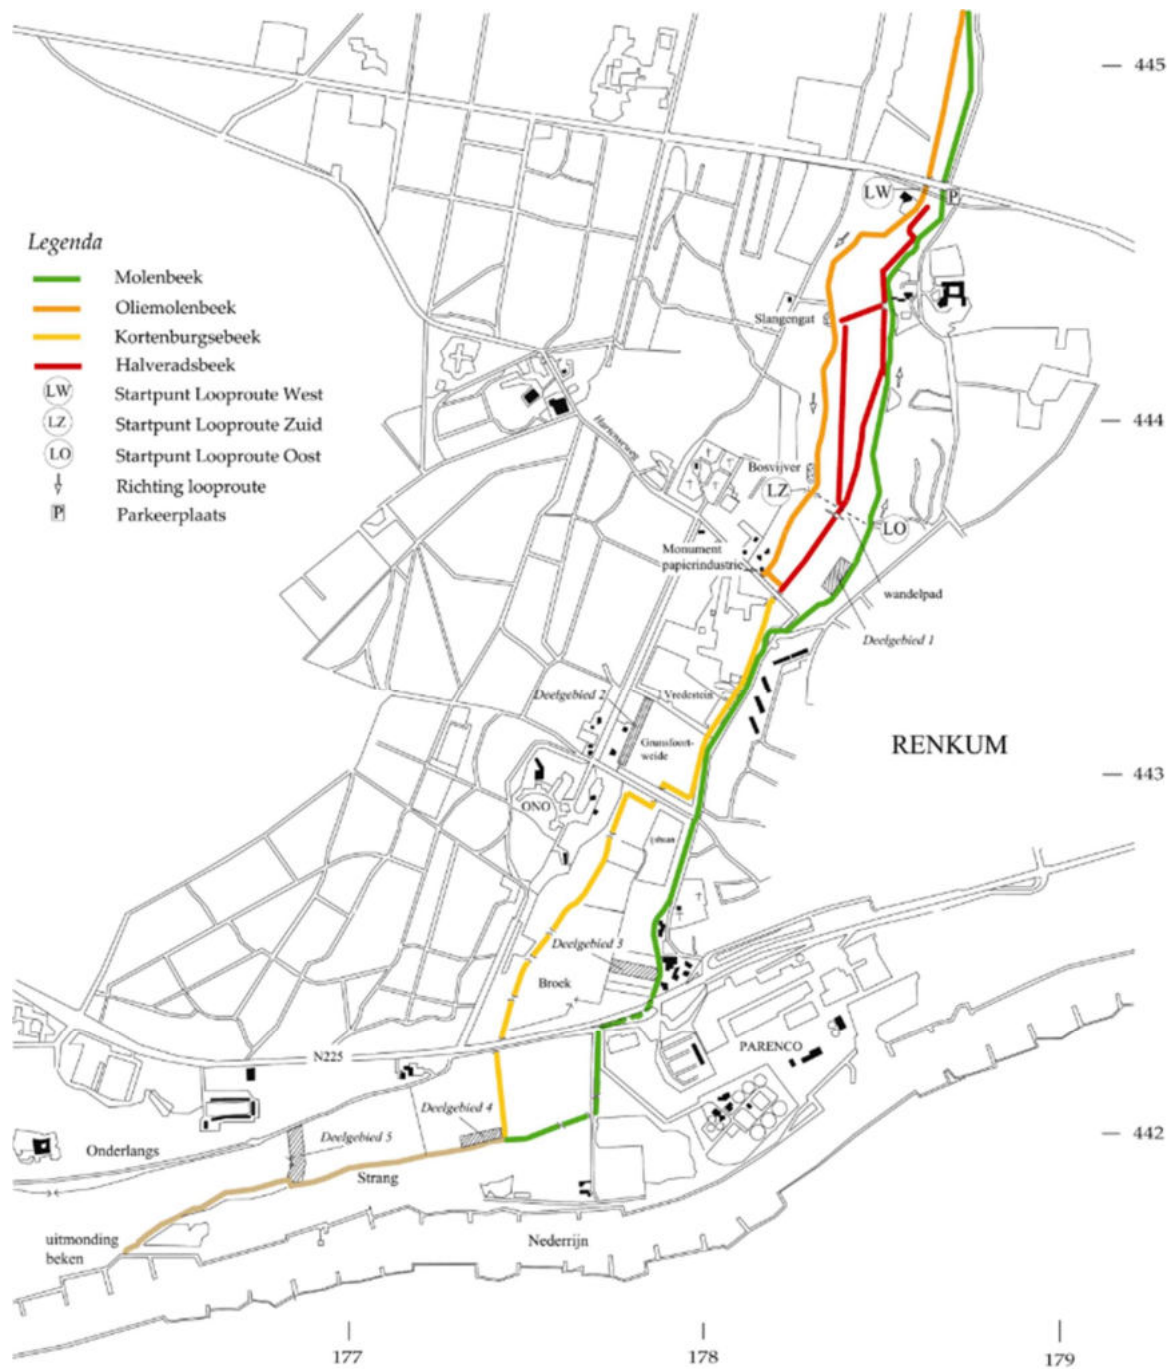 445
LW
P
Legenda
Molenbeek
Oliemolenbeek
Kortenburgsebeek
Halveradsbeek
LW Startpunt Looproute West
LZ Startpunt Looproute Zuid
LO Startpunt Looproute Oost
Richting looproute
P Parkeerplaats
Slangengat
444
Hartenseweg
Bosvijver
LZ
LO
Monument
papierindustrie
wandelpad
Deelgebied 1
Deelgebied 2
Vredestein
Grunsfoort-
weide
RENKUM
443
ONO
ijsbaan
Deelgebied 3
Broek
N225
PARENCO
Deelgebied 4
Deelgebied 5
442
Onderlangs
Strang
uitmonding
beken
Nederrijn
177
178
179